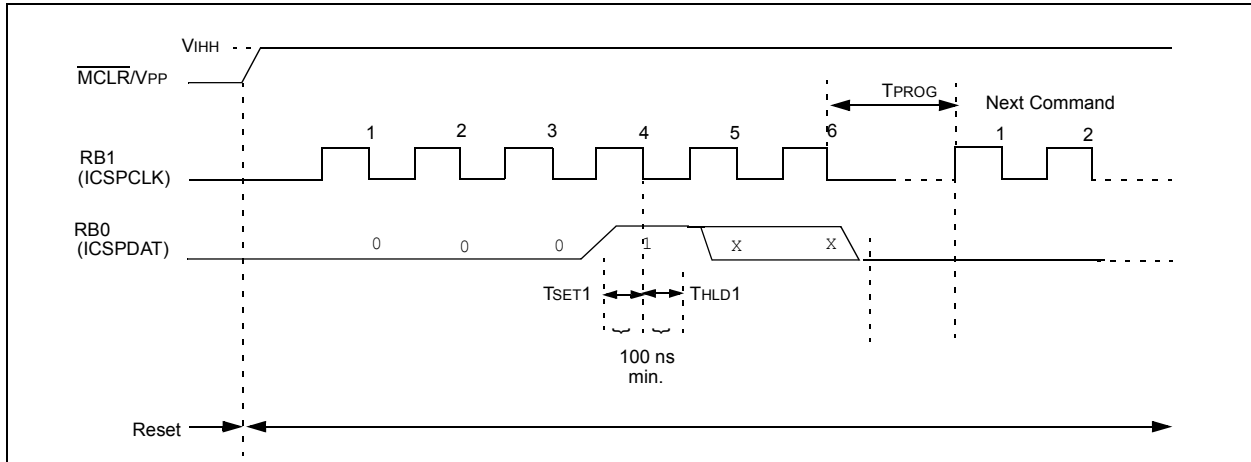 VIHH
MCLR/VPP
TPROG
Next Command
1 2 3 4 5 6 1 2
RB1
(ICSPCLK)
RB0
(ICSPDAT)
0 0 0 1 X X
TSET1 THLD1
100 ns
min.
Reset